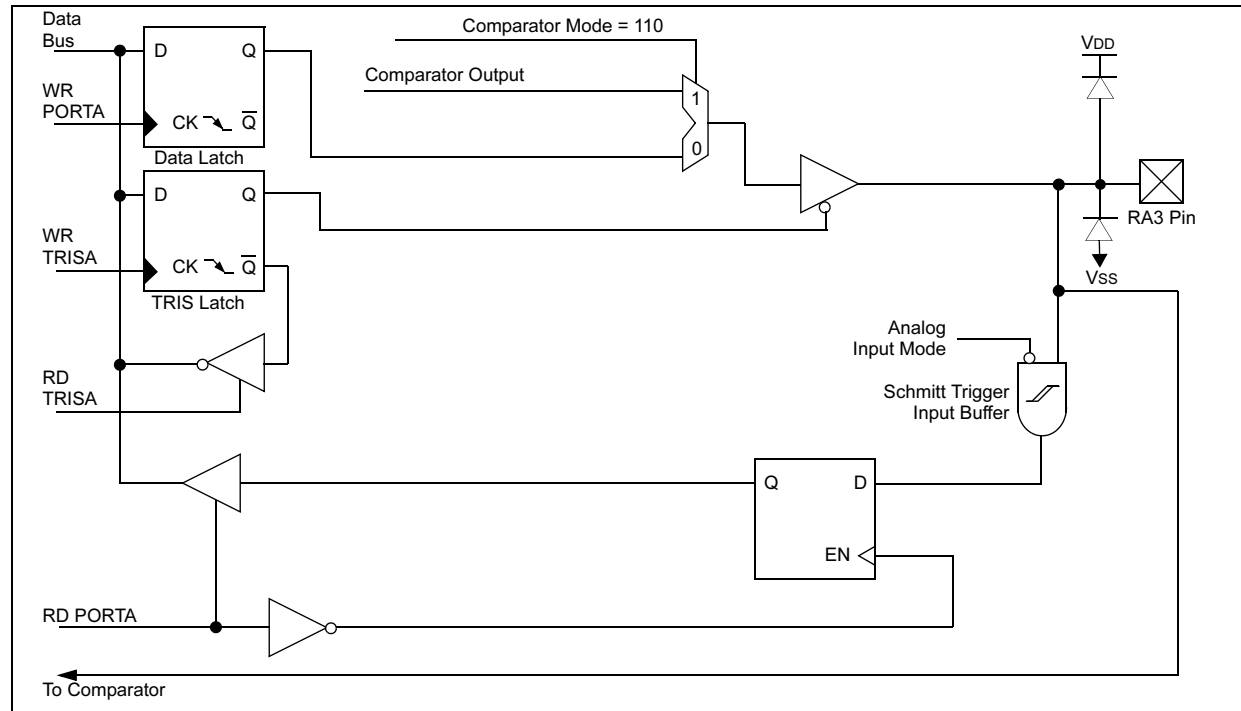 Data
Bus
D
Q
WR
PORTA
CK
Q
Data Latch
Comparator Mode = 110
Comparator Output
1
0
VDD
RA3 Pin
VSS
D
Q
WR
TRISA
CK
Q
TRIS Latch
RD
TRISA
Analog
Input Mode
Schmitt Trigger
Input Buffer
Q
D
EN
RD PORTA
To Comparator